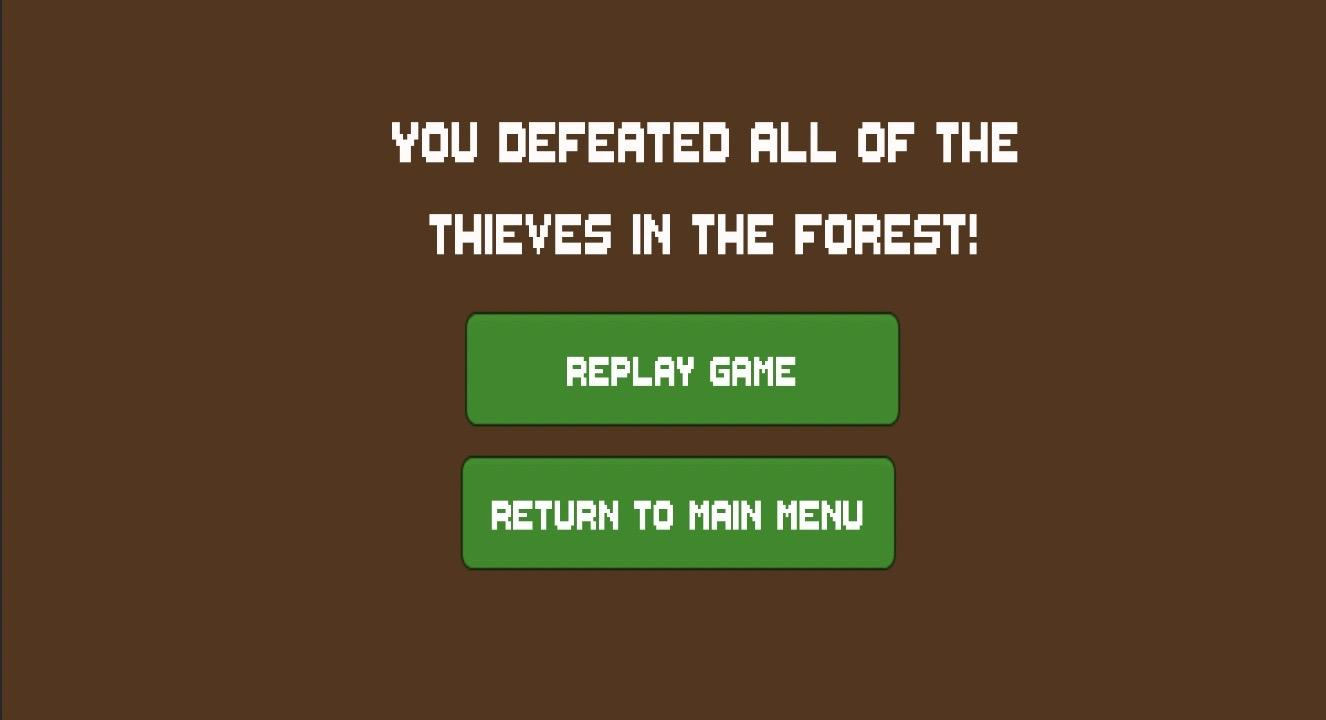 YOU DEFEATED ALL OF THE
THIEVES IN THE FOREST!
REPLAY GAME
RETURN TO MAIN MENU